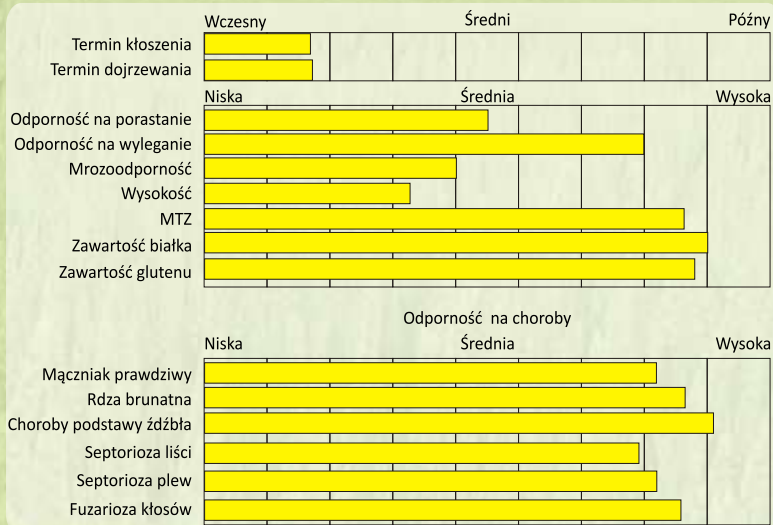 Wczesny Średni Późny
Termin kłoszenia
Termin dojrzewania
Niska Średnia Wysoka
Odporność na porastanie
Odporność na wyleganie
Mrozoodporność
Wysokość
MTZ
Zawartość białka
Zawartość glutenu
Odporność na choroby
Niska Średnia Wysoka
Mączniak prawdziwy
Rdza brunatna
Choroby podstawy źdźbła
Septorioza liści
Septorioza plew
Fuzarioza kłosów